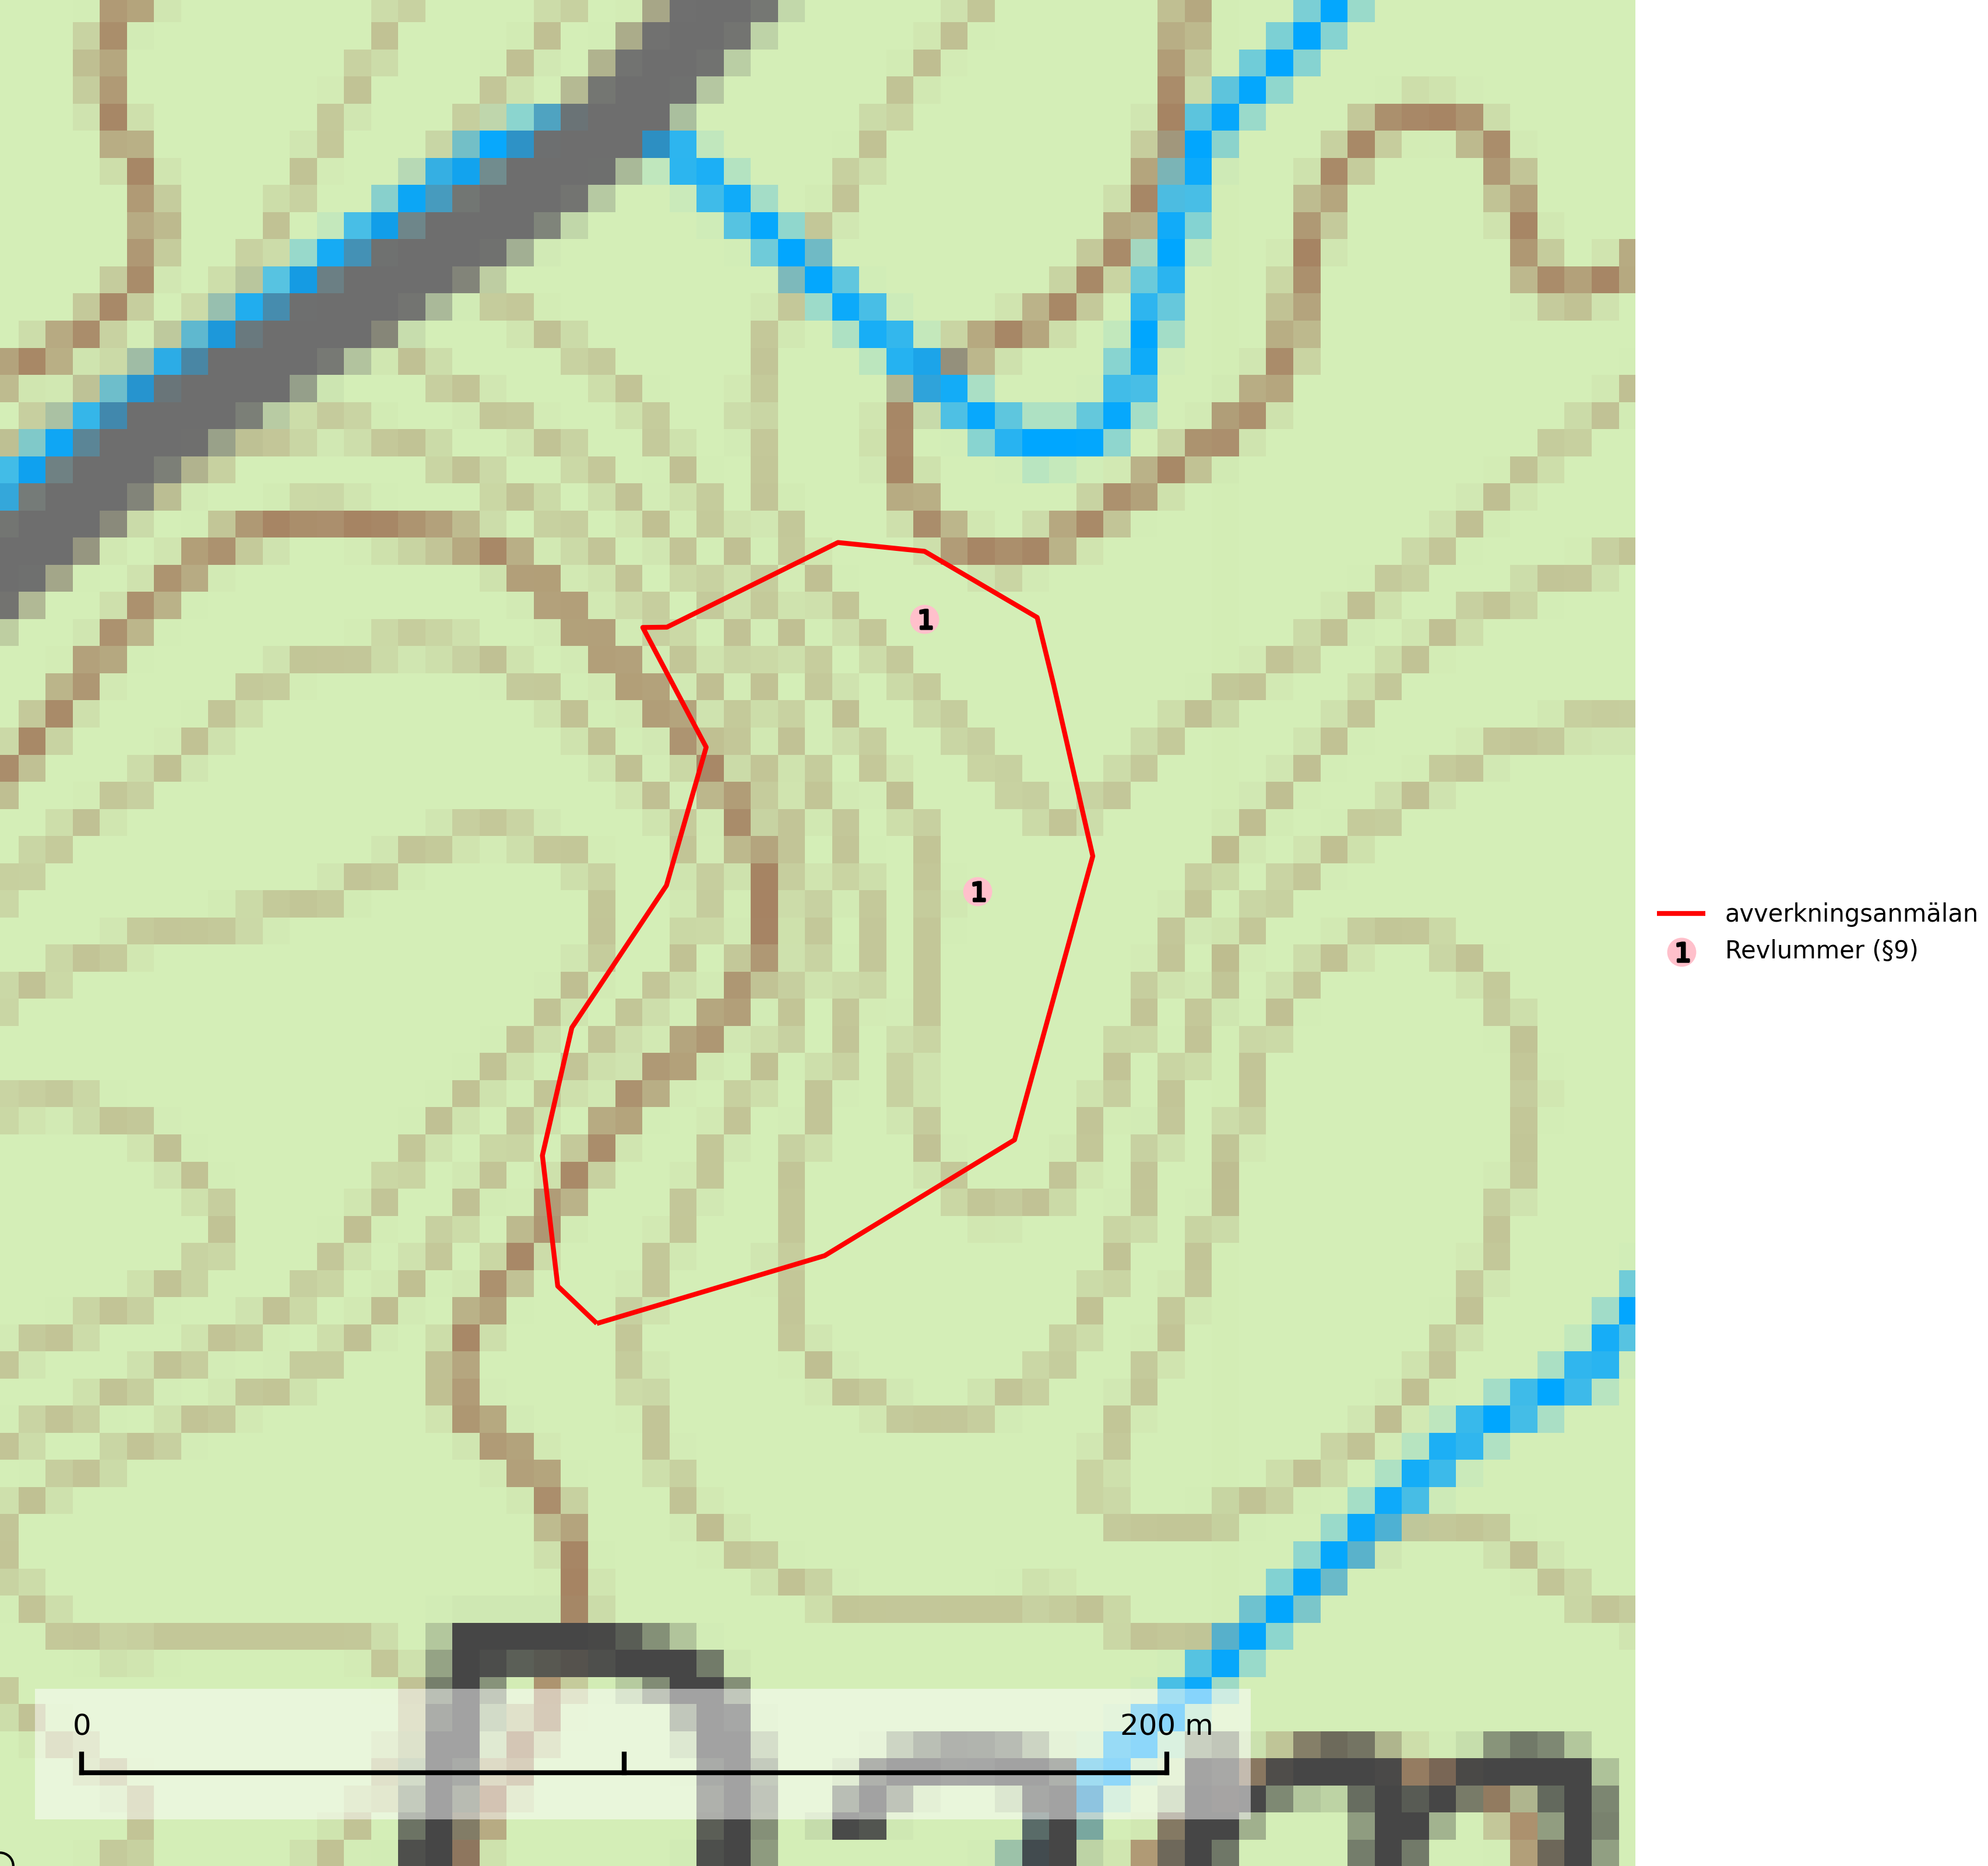 1
1
avverkningsanmälan
1 Revlummer (§9)
0 200 m